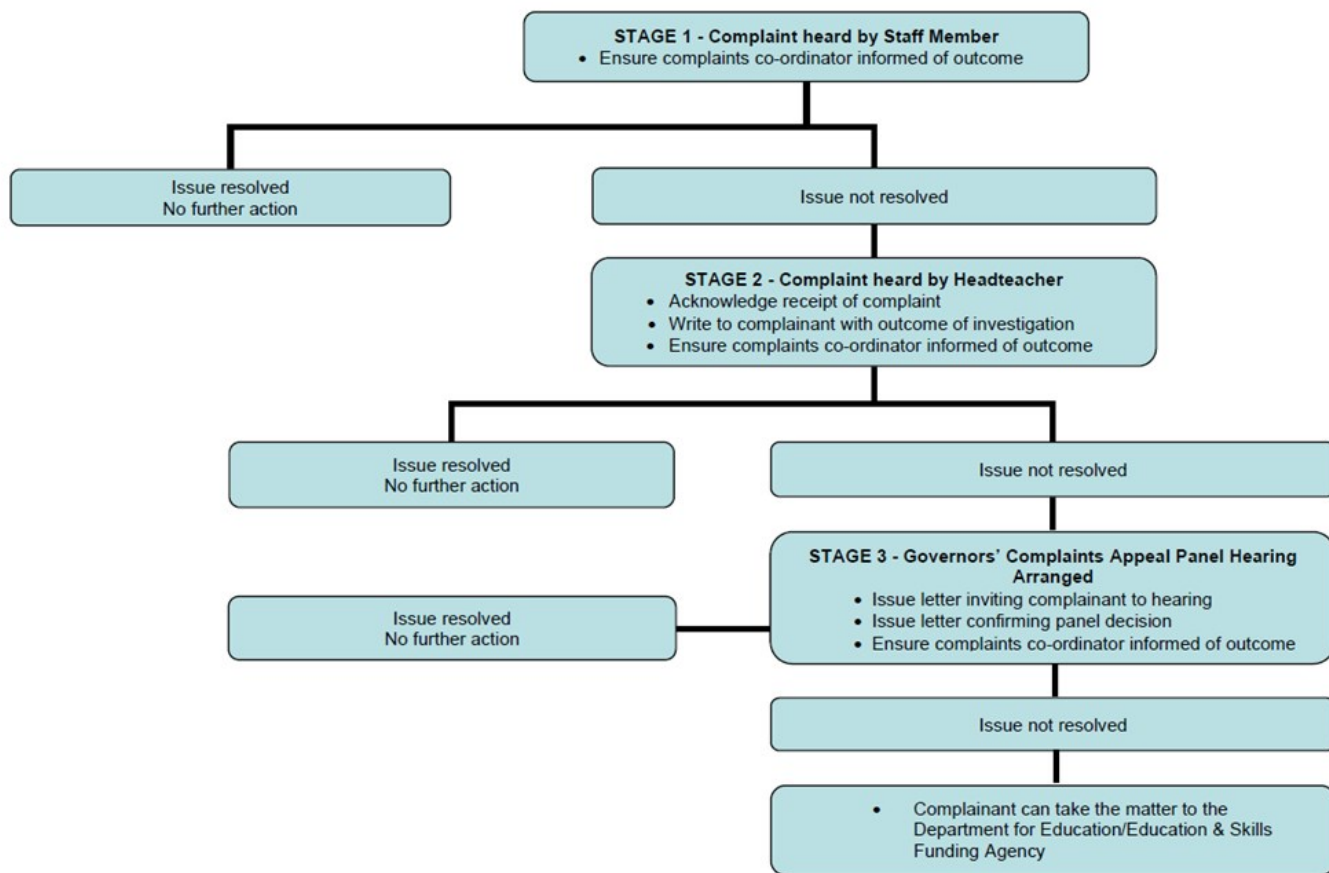 STAGE 1 - Complaint heard by Staff Member
• Ensure complaints co-ordinator informed of outcome
Issue resolved
No further action
Issue not resolved
STAGE 2 - Complaint heard by Headteacher
• Acknowledge receipt of complaint
• Write to complainant with outcome of investigation
• Ensure complaints co-ordinator informed of outcome
Issue resolved
No further action
Issue not resolved
STAGE 3 - Governors’ Complaints Appeal Panel Hearing
Arranged
• Issue letter inviting complainant to hearing
• Issue letter confirming panel decision
• Ensure complaints co-ordinator informed of outcome
Issue resolved
No further action
Issue not resolved
• Complainant can take the matter to the
Department for Education/Education & Skills
Funding Agency